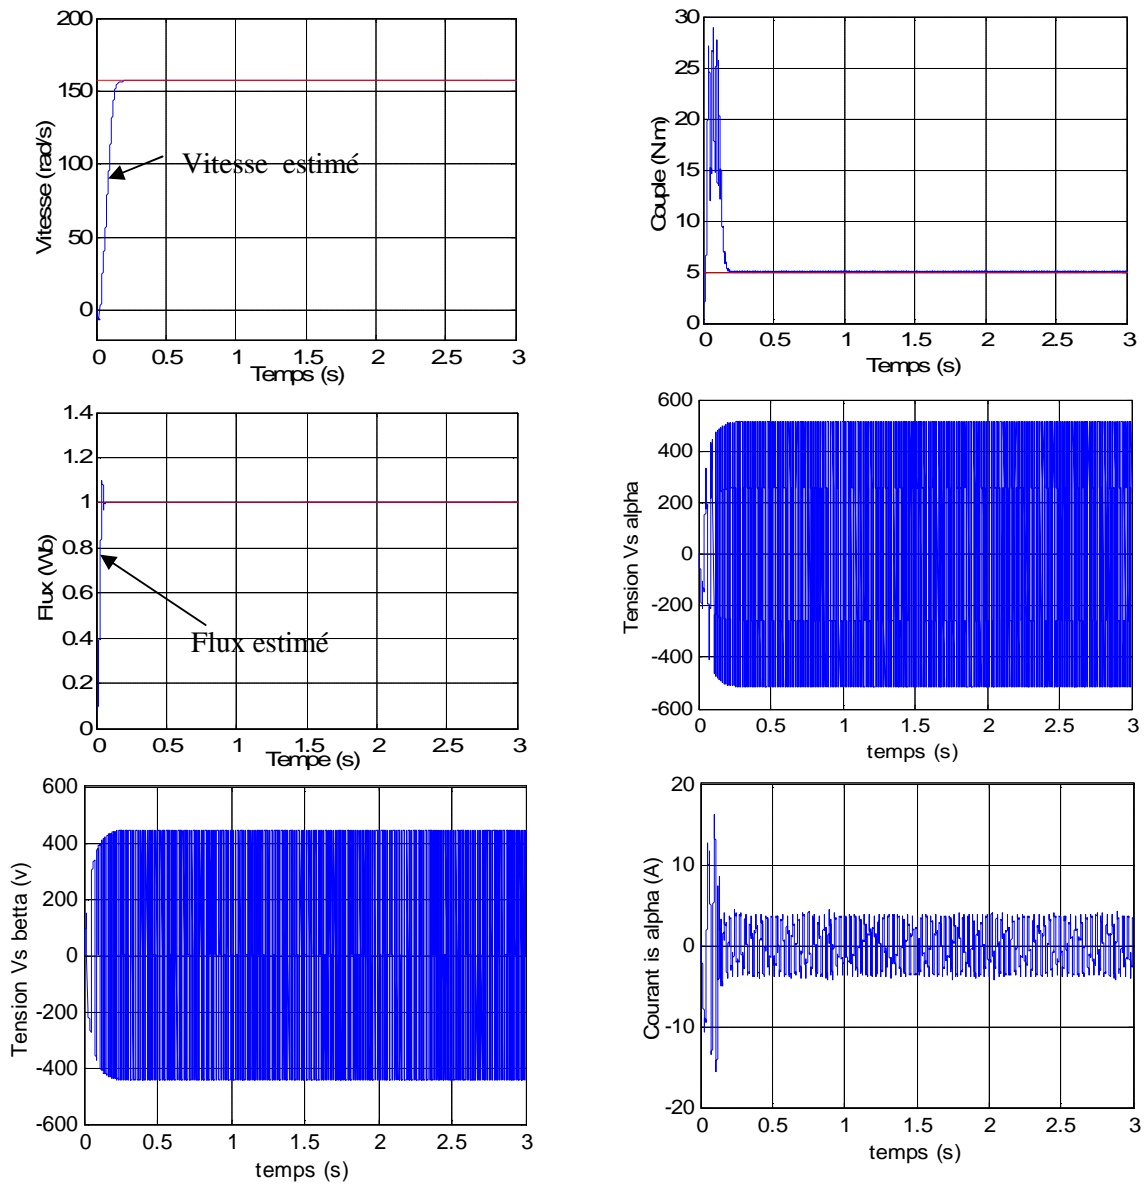 200
150
100
50
0
Vitesse (rad/s)
Vitesse estimé
0 0.5 1 1.5 2 2.5 3
Temps (s)
30
25
20
15
10
5
0
Couple (N.m)
0 0.5 1 1.5 2 2.5 3
Temps (s)
1.4
1.2
1
0.8
0.6
0.4
0.2
0
Flux (Wb)
Flux estimé
0 0.5 1 1.5 2 2.5 3
Tempe (s)
600
400
200
0
-200
-400
-600
Tension Vs alpha
0 0.5 1 1.5 2 2.5 3
temps (s)
600
400
200
0
-200
-400
-600
Tension Vs betta (v)
0 0.5 1 1.5 2 2.5 3
temps (s)
20
10
0
-10
-20
Courant is alpha (A)
0 0.5 1 1.5 2 2.5 3
temps (s)